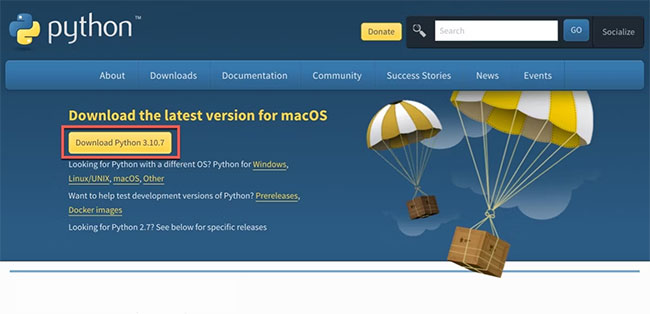 python™
Donate
Search
GO
Socialize
About
Downloads
Documentation
Community
Success Stories
News
Events
Download the latest version for macOS
Download Python 3.10.7
Looking for Python with a different OS? Python for Windows,
Linux/UNIX, macOS, Other
Want to help test development versions of Python? Prereleases,
Docker images
Looking for Python 2.7? See below for specific releases